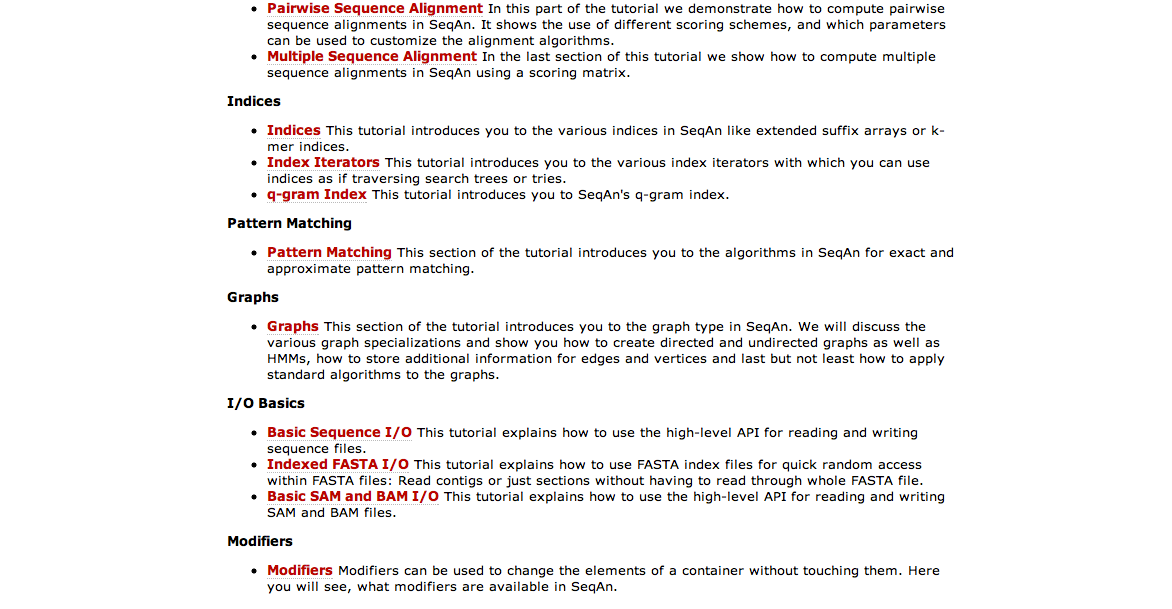 Pairwise Sequence Alignment In this part of the tutorial we demonstrate how to compute pairwise
sequence alignments in SeqAn. It shows the use of different scoring schemes, and which parameters
can be used to customize the alignment algorithms.
Multiple Sequence Alignment In the last section of this tutorial we show how to compute multiple
sequence alignments in SeqAn using a scoring matrix.
Indices
Indices This tutorial introduces you to the various indices in SeqAn like extended suffix arrays or k-
mer indices.
Index Iterators This tutorial introduces you to the various index iterators with which you can use
indices as if traversing search trees or tries.
q-gram Index This tutorial introduces you to SeqAn's q-gram index.
Pattern Matching
Pattern Matching This section of the tutorial introduces you to the algorithms in SeqAn for exact and
approximate pattern matching.
Graphs
Graphs This section of the tutorial introduces you to the graph type in SeqAn. We will discuss the
various graph specializations and show you how to create directed and undirected graphs as well as
HMMs, how to store additional information for edges and vertices and last but not least how to apply
standard algorithms to the graphs.
I/O Basics
Basic Sequence I/O This tutorial explains how to use the high-level API for reading and writing
sequence files.
Indexed FASTA I/O This tutorial explains how to use FASTA index files for quick random access
within FASTA files: Read contigs or just sections without having to read through whole FASTA file.
Basic SAM and BAM I/O This tutorial explains how to use the high-level API for reading and writing
SAM and BAM files.
Modifiers
Modifiers Modifiers can be used to change the elements of a container without touching them. Here
you will see, what modifiers are available in SeqAn.